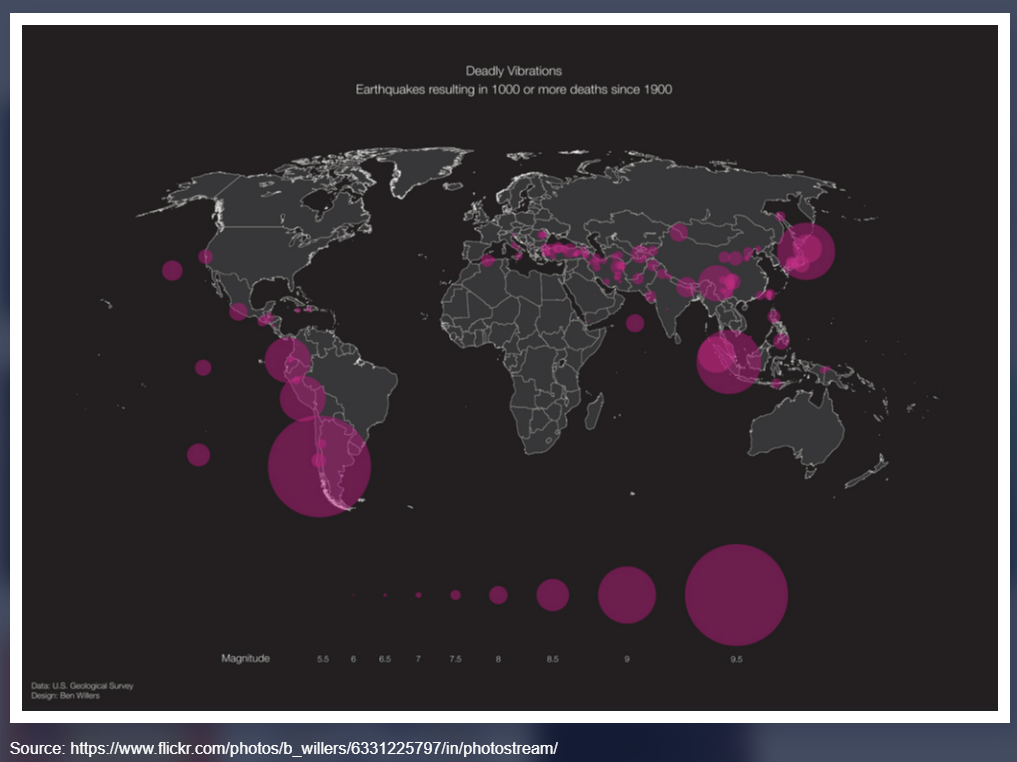 Deadly Vibrations
Earthquakes resulting in 1000 or more deaths since 1900
Magnitude 5.5 6 6.5 7 7.5 8 8.5 9 9.5
Data: U.S. Geological Survey
Design: Ben Willers
Source: https://www.flickr.com/photos/b_willers/6331225797/in/photostream/